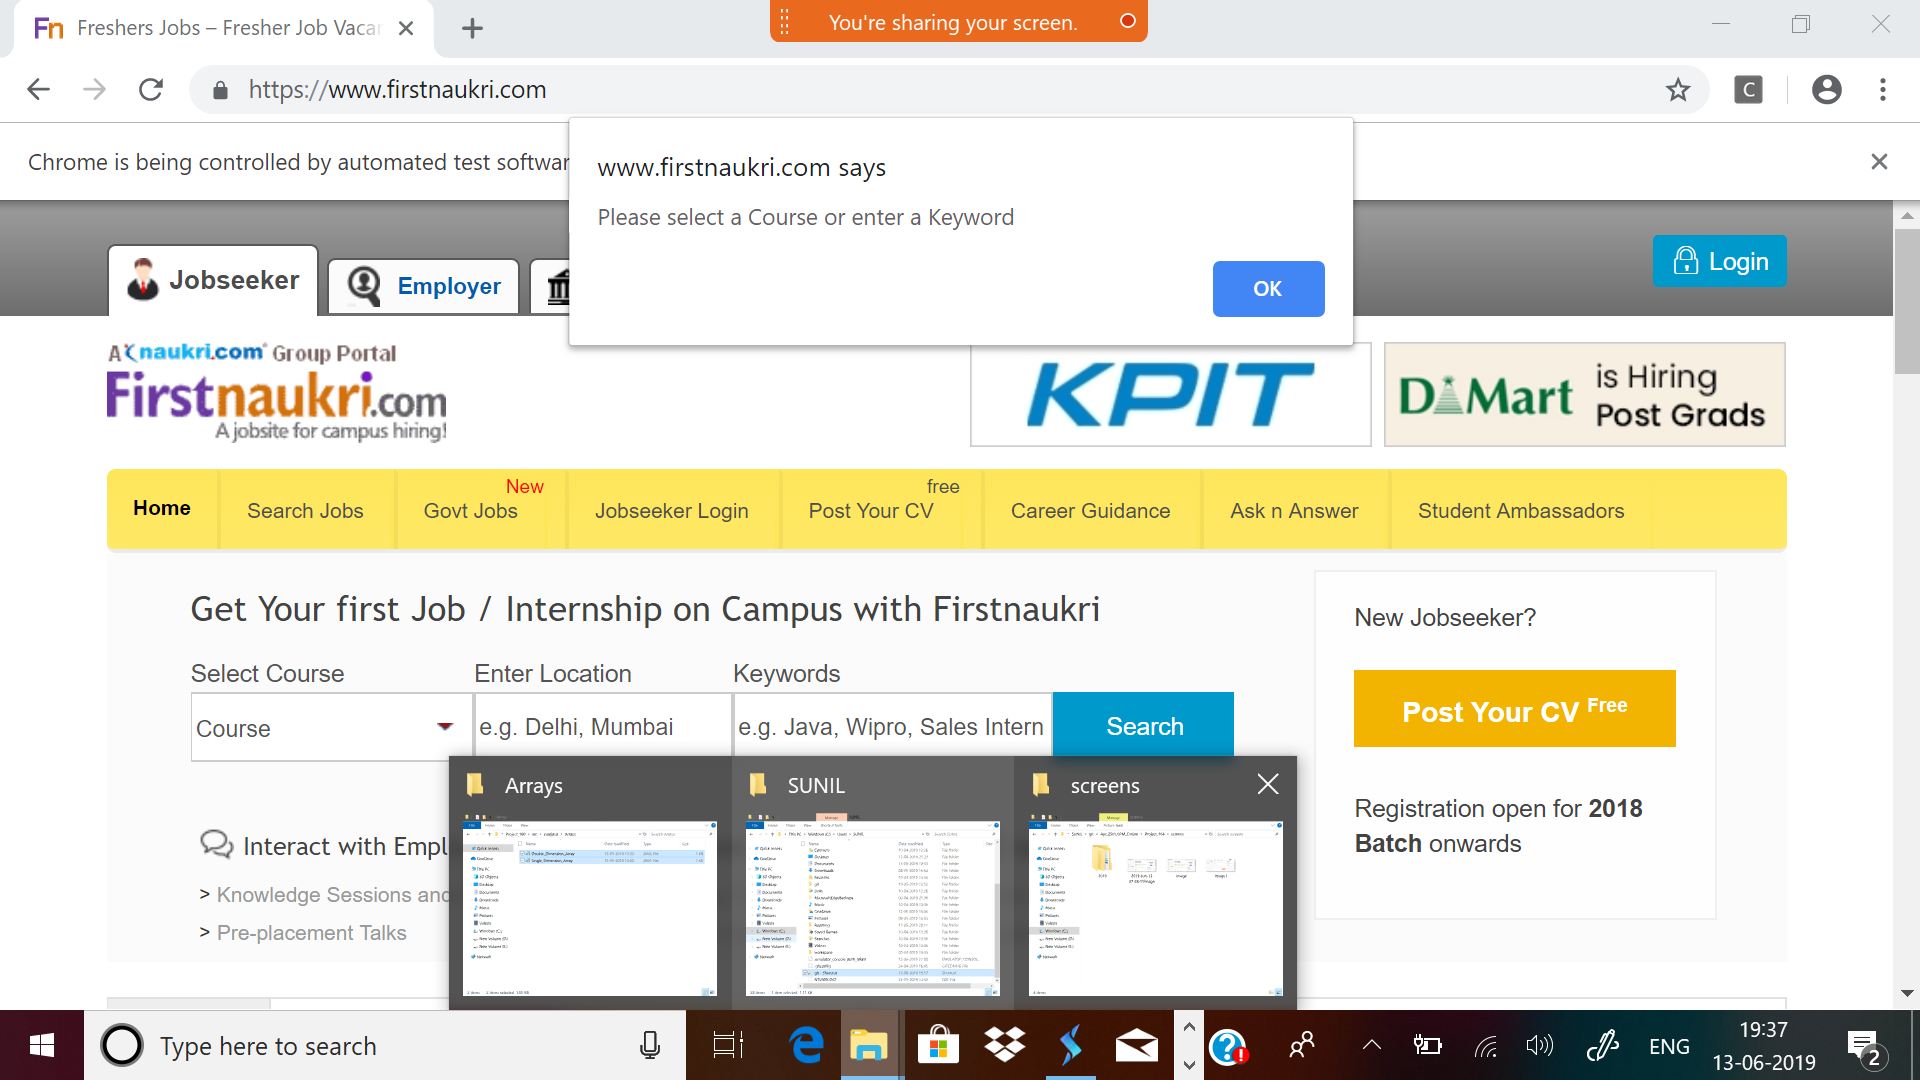 Freshers Jobs – Fresher Job Vaca
You're sharing your screen.
https://www.firstnaukri.com
C
Chrome is being controlled by automated test softwar
www.firstnaukri.com says
Please select a Course or enter a Keyword
OK
Jobseeker
Employer
Login
A naukri.com Group Portal
Firstnaukri.com
A jobsite for campus hiring!
KPIT
DMart
is Hiring
Post Grads
Home
Search Jobs
Govt Jobs
New
Jobseeker Login
Post Your CV
free
Career Guidance
Ask n Answer
Student Ambassadors
Get Your first Job / Internship on Campus with Firstnaukri
Select Course
Enter Location
Keywords
Course
e.g. Delhi, Mumbai
e.g. Java, Wipro, Sales Intern
Search
New Jobseeker?
Post Your CV Free
Registration open for 2018
Batch onwards
Interact with Empl
> Knowledge Sessions and
> Pre-placement Talks
Arrays
SUNIL
screens
Type here to search
ENG
19:37
13-06-2019
2